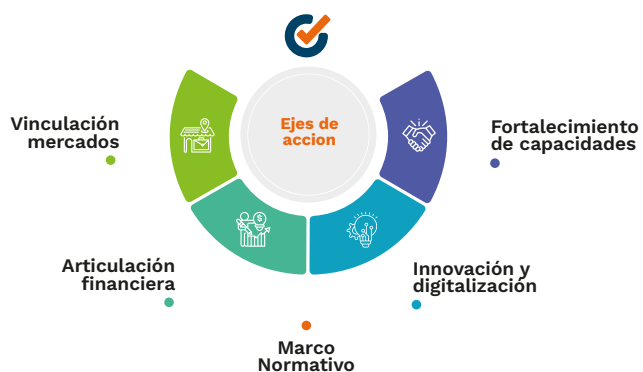 Ejes de
accion
Vinculación
mercados
Fortalecimiento
de capacidades
Articulación
financiera
Innovación y
digitalización
Marco
Normativo